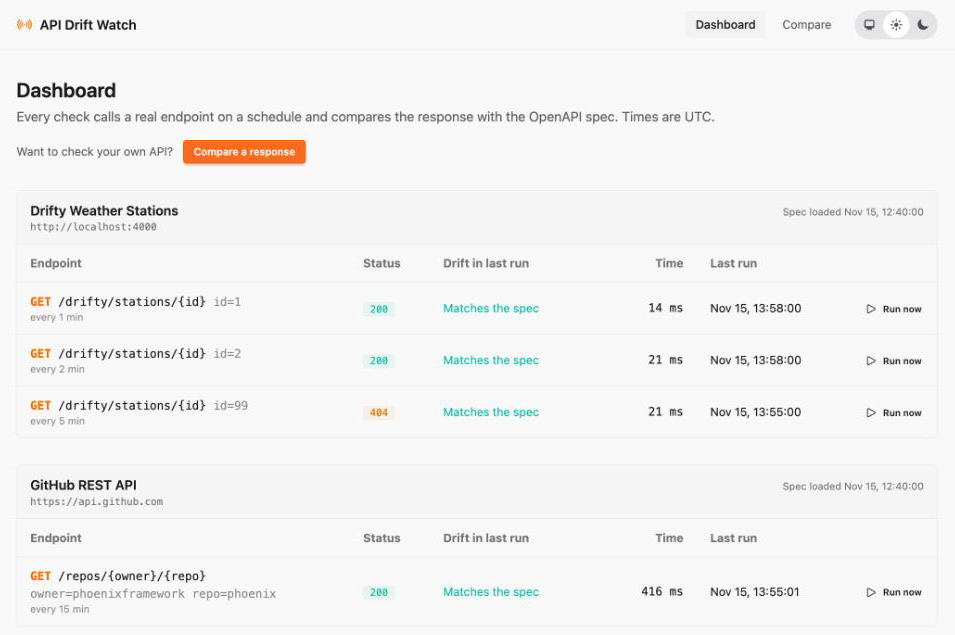 API Drift Watch
Dashboard
Compare
Dashboard
Every check calls a real endpoint on a schedule and compares the response with the OpenAPI spec. Times are UTC.
Want to check your own API?
Compare a response
Drifty Weather Stations
http://localhost:4000
Spec loaded Nov 15, 12:40:00
Endpoint Status Drift in last run Time Last run
GET /drifty/stations/{id} id=1
every 1 min
200 Matches the spec 14 ms Nov 15, 13:58:00 Run now
GET /drifty/stations/{id} id=2
every 2 min
200 Matches the spec 21 ms Nov 15, 13:58:00 Run now
GET /drifty/stations/{id} id=99
every 5 min
404 Matches the spec 21 ms Nov 15, 13:55:00 Run now
GitHub REST API
https://api.github.com
Spec loaded Nov 15, 12:40:00
Endpoint Status Drift in last run Time Last run
GET /repos/{owner}/{repo}
owner=phoenixframework repo=phoenix
every 15 min
200 Matches the spec 416 ms Nov 15, 13:55:01 Run now